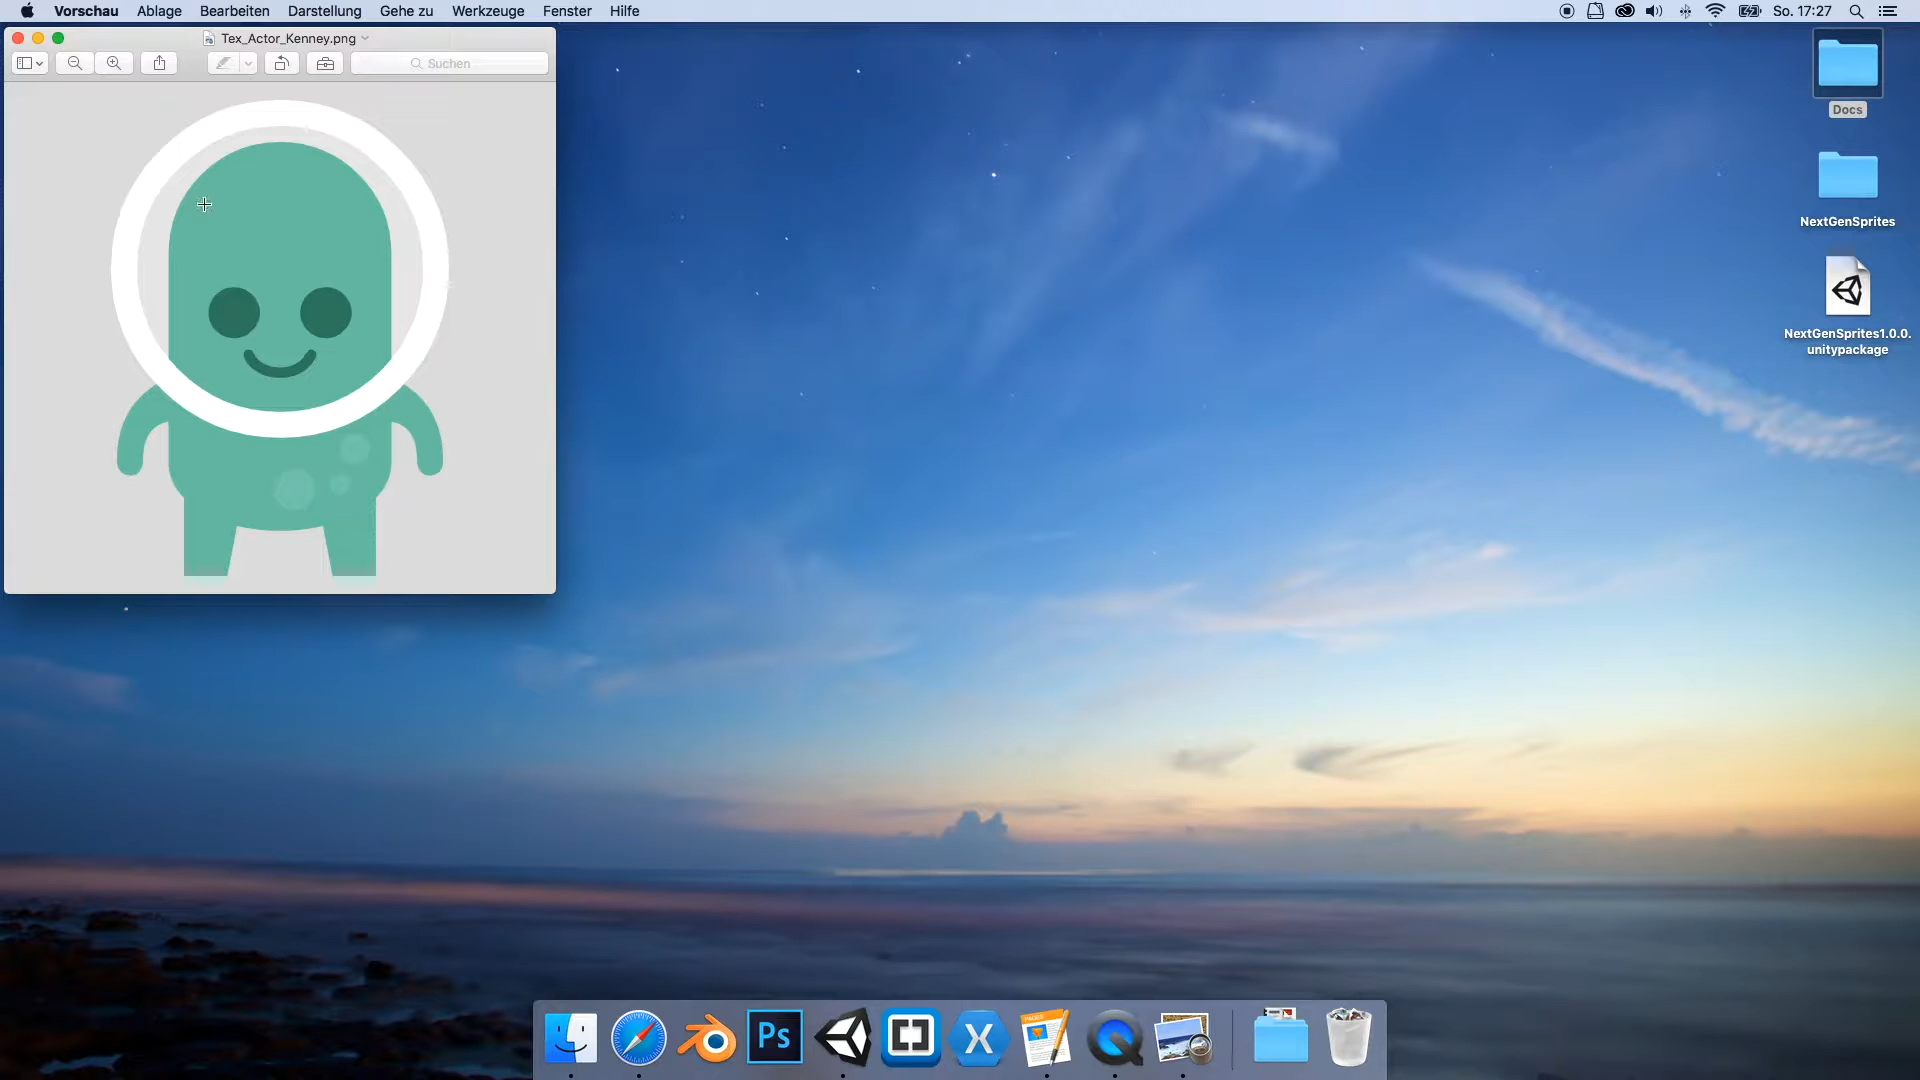 Vorschau Ablage Bearbeiten Darstellung Gehe zu Werkzeuge Fenster Hilfe So. 17:27
Tex_Actor_Kenney.png
Suchen
Docs
NextGenSprites
NextGenSprites1.0.0.
unitypackage
Ps
X
PAGES